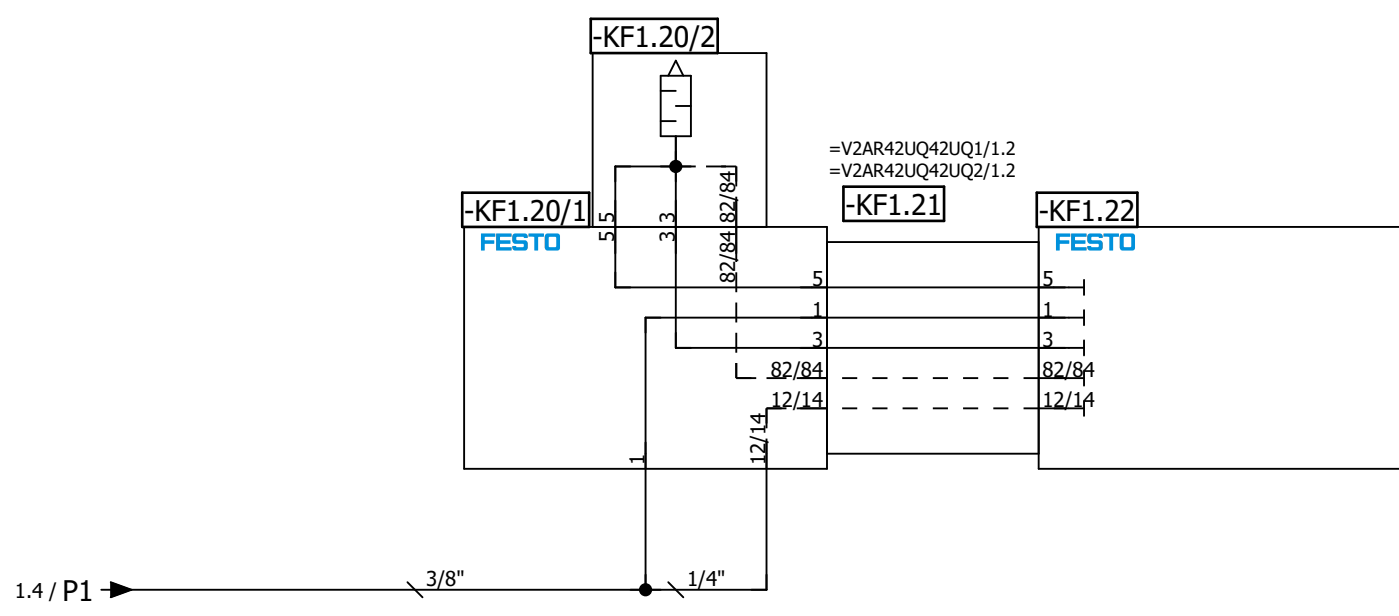 -KF1.20/2
=V2AR42UQ42UQ1/1.2
=V2AR42UQ42UQ2/1.2
-KF1.20/1
-KF1.21
-KF1.22
FESTO
FESTO
5
3
82/84
5
3
82/84
5
5
1
1
3
3
82/84
82/84
12/14
12/14
1
12/14
1.4 / P1
3/8"
1/4"